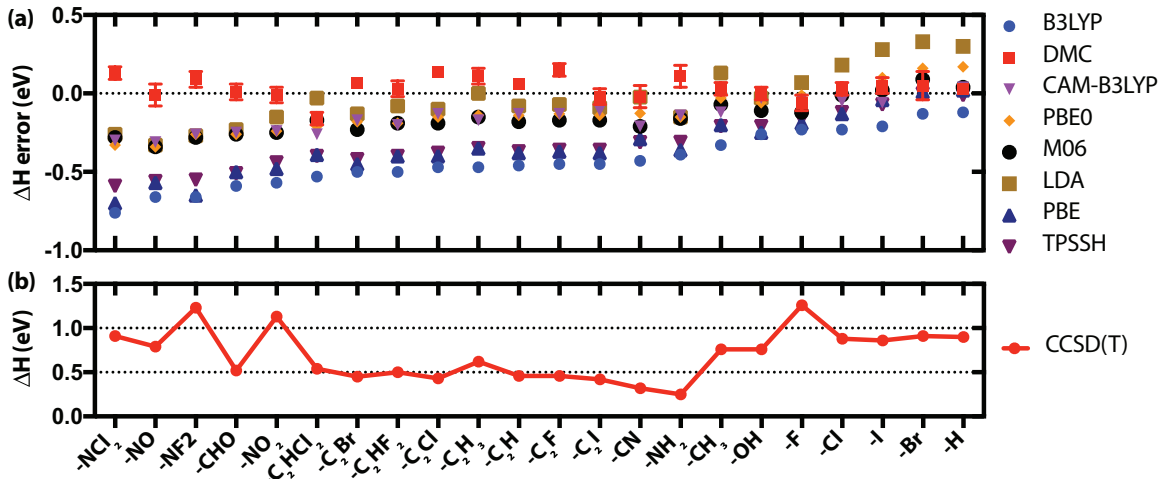 (a)
ΔH error (eV)
0.5
0.0
-0.5
-1.0
B3LYP
DMC
CAM-B3LYP
PBE0
M06
LDA
PBE
TPSSH
(b)
ΔH (eV)
1.5
1.0
0.5
0.0
CCSD(T)
-NCl₂
-NO
-NF2
-CHO
-NO₂
C₂HCl₂
-C₂Br
-C₂HF₂
-C₂Cl
-C₂H₃
-C₂H
-C₂F
-C₂I
-CN
-NH₂
-CH₃
-OH
-F
-Cl
-I
-Br
-H